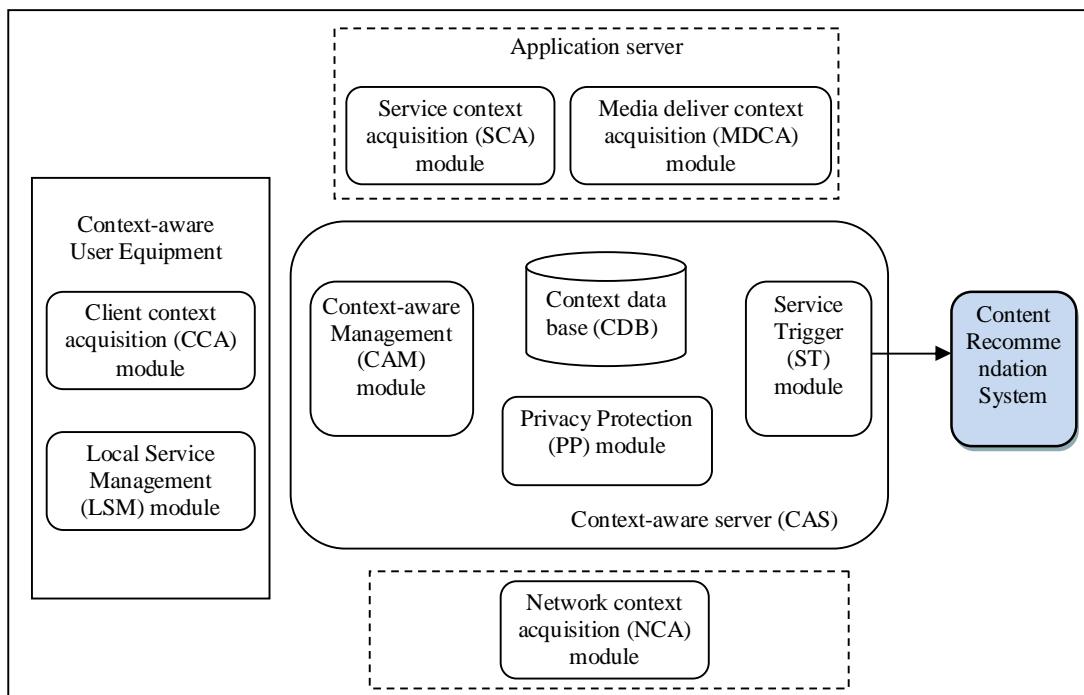 Application server
Service context
acquisition (SCA)
module
Media deliver context
acquisition (MDCA)
module
Context-aware
User Equipment
Client context
acquisition (CCA)
module
Local Service
Management
(LSM) module
Context-aware
Management
(CAM)
module
Context data
base (CDB)
Privacy Protection
(PP) module
Service
Trigger
(ST)
module
Context-aware server (CAS)
Content
Recomme
ndation
System
Network context
acquisition (NCA)
module